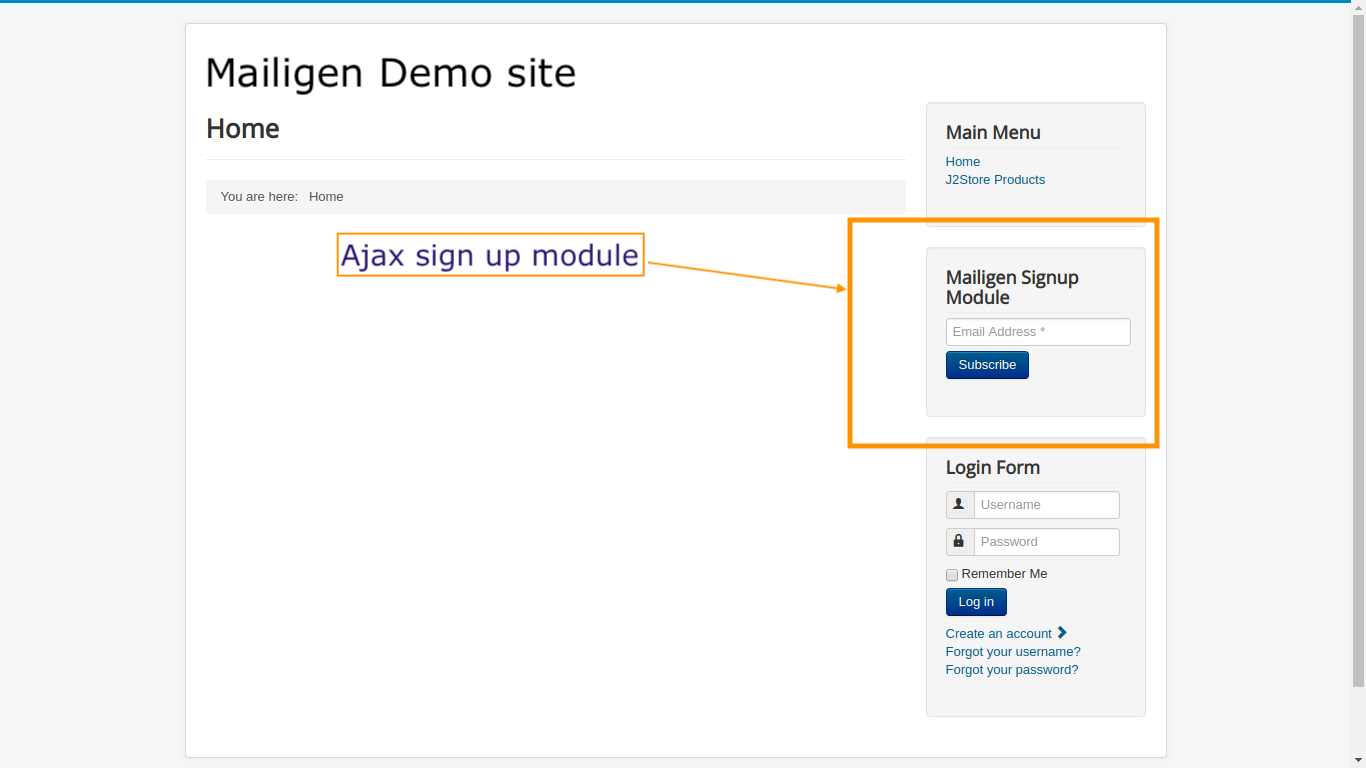 Mailigen Demo site
Home
You are here: Home
Ajax sign up module
Main Menu
Home
J2Store Products
Mailigen Signup
Module
Email Address *
Subscribe
Login Form
Username
Password
Remember Me
Log in
Create an account
Forgot your username?
Forgot your password?